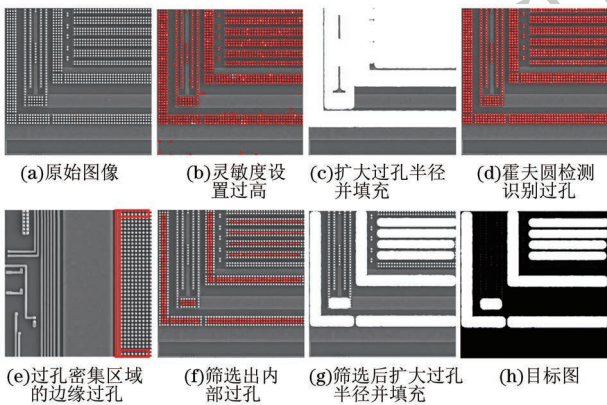 (a)原始图像
(b)灵敏度设
置过高
(c)扩大过孔半径
并填充
(d)霍夫圆检测
识别过孔
(e)过孔密集区域
的边缘过孔
(f)筛选出内
部过孔
(g)筛选后扩大过孔
半径并填充
(h)目标图